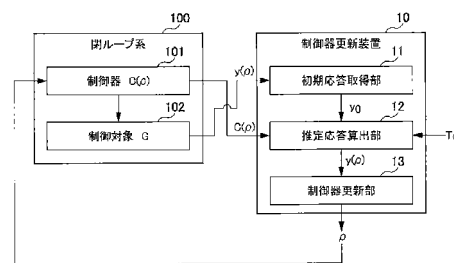 100
閉ループ系
101
制御器 C(ρ)
102
制御対象 G
y(ρ)
C(ρ)
10
制御器更新装置
11
初期応答取得部
y0
12
推定応答算出部
y(ρ)
13
制御器更新部
ρ